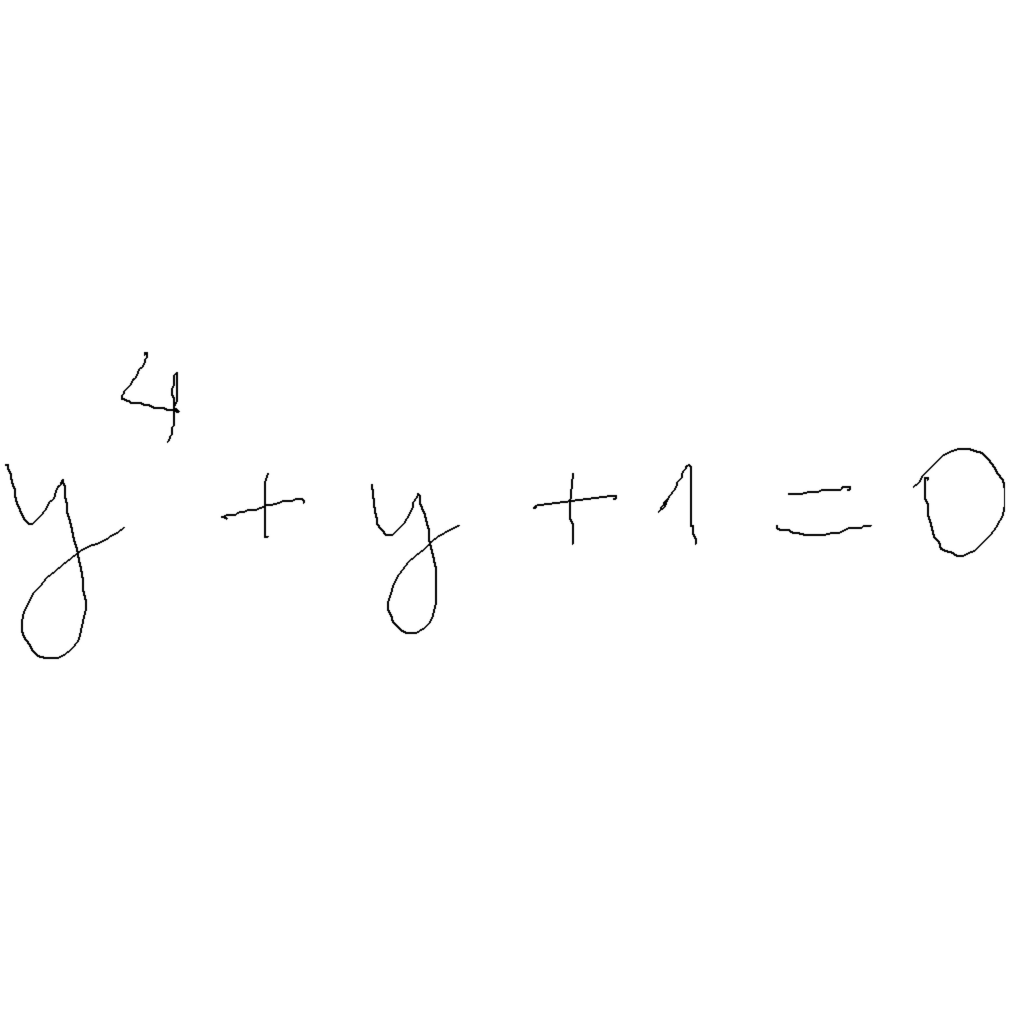 y⁴ + y + 1 = 0